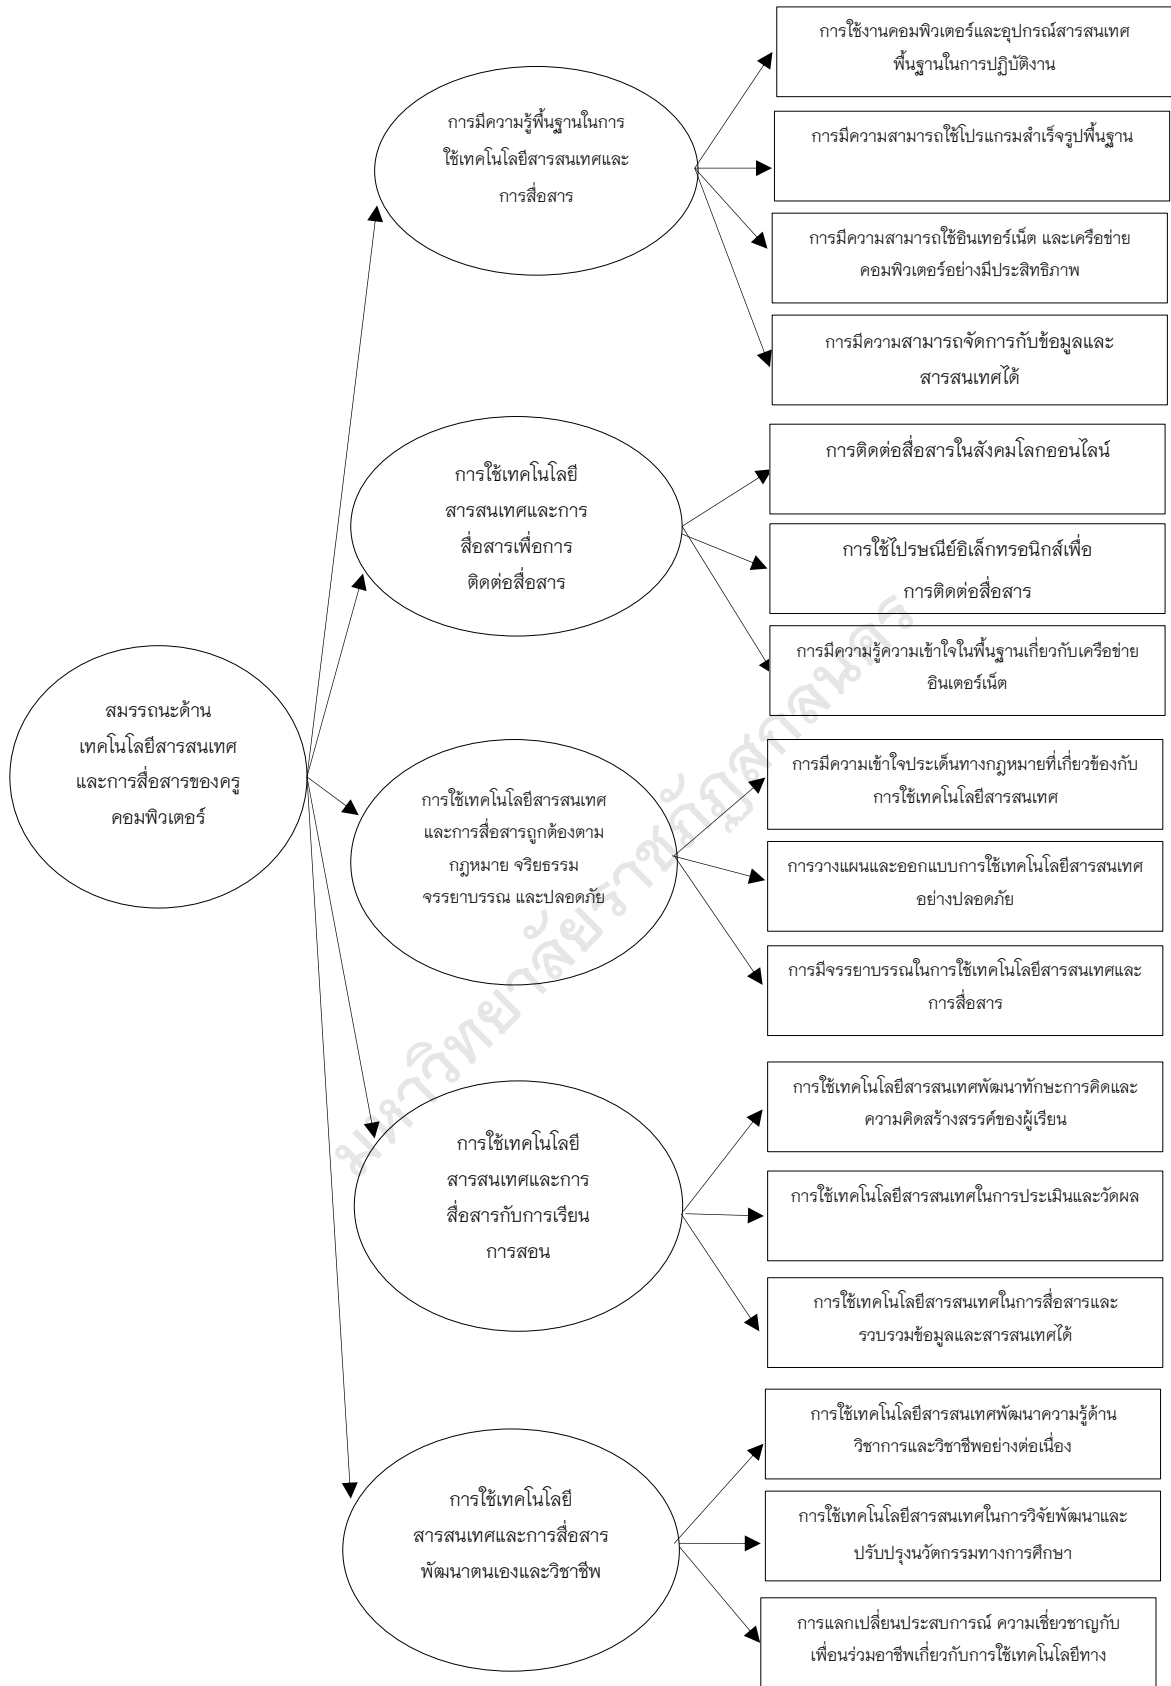 สมรรถนะด้าน
เทคโนโลยีสารสนเทศ
และการสื่อสารของครู
คอมพิวเตอร์
การมีความรู้พื้นฐานในการ
ใช้เทคโนโลยีสารสนเทศและ
การสื่อสาร
การใช้งานคอมพิวเตอร์และอุปกรณ์สารสนเทศ
พื้นฐานในการปฏิบัติงาน
การมีความสามารถใช้โปรแกรมสำเร็จรูปพื้นฐาน
การมีความสามารถใช้อินเทอร์เน็ต และเครือข่าย
คอมพิวเตอร์อย่างมีประสิทธิภาพ
การมีความสามารถจัดการกับข้อมูลและ
สารสนเทศได้
การใช้เทคโนโลยี
สารสนเทศและการ
สื่อสารเพื่อการ
ติดต่อสื่อสาร
การติดต่อสื่อสารในสังคมโลกออนไลน์
การใช้ไปรษณีย์อิเล็กทรอนิกส์เพื่อ
การติดต่อสื่อสาร
การมีความรู้ความเข้าใจในพื้นฐานเกี่ยวกับเครือข่าย
อินเตอร์เน็ต
การใช้เทคโนโลยีสารสนเทศ
และการสื่อสารถูกต้องตาม
กฎหมาย จริยธรรม
จรรยาบรรณ และปลอดภัย
การมีความเข้าใจประเด็นทางกฎหมายที่เกี่ยวข้องกับ
การใช้เทคโนโลยีสารสนเทศ
การวางแผนและออกแบบการใช้เทคโนโลยีสารสนเทศ
อย่างปลอดภัย
การมีจรรยาบรรณในการใช้เทคโนโลยีสารสนเทศและ
การสื่อสาร
การใช้เทคโนโลยี
สารสนเทศและการ
สื่อสารกับการเรียน
การสอน
การใช้เทคโนโลยีสารสนเทศพัฒนาทักษะการคิดและ
ความคิดสร้างสรรค์ของผู้เรียน
การใช้เทคโนโลยีสารสนเทศในการประเมินและวัดผล
การใช้เทคโนโลยีสารสนเทศในการสื่อสารและ
รวบรวมข้อมูลและสารสนเทศได้
การใช้เทคโนโลยี
สารสนเทศและการสื่อสาร
พัฒนาตนเองและวิชาชีพ
การใช้เทคโนโลยีสารสนเทศพัฒนาความรู้ด้าน
วิชาการและวิชาชีพอย่างต่อเนื่อง
การใช้เทคโนโลยีสารสนเทศในการวิจัยพัฒนาและ
ปรับปรุงนวัตกรรมทางการศึกษา
การแลกเปลี่ยนประสบการณ์ ความเชี่ยวชาญกับ
เพื่อนร่วมอาชีพเกี่ยวกับการใช้เทคโนโลยีทาง
มหาวิทยาลัยราชภัฏสกลนคร